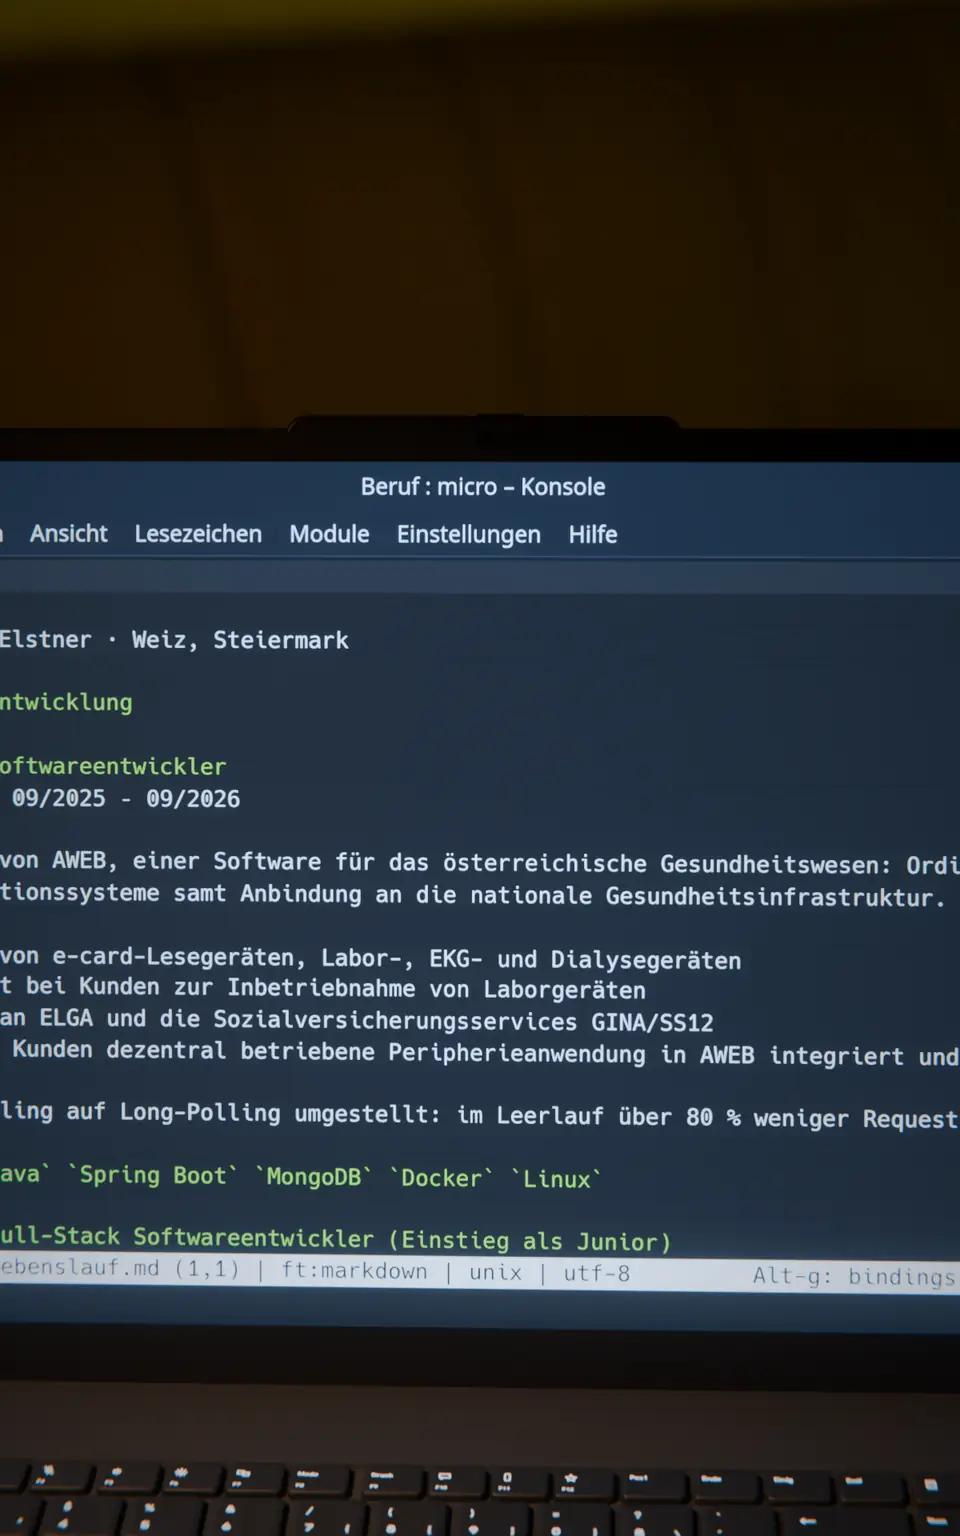 Beruf : micro – Konsole
Ansicht Lesezeichen Module Einstellungen Hilfe
Elstner · Weiz, Steiermark
ntwicklung
oftwareentwickler
09/2025 - 09/2026
von AWEB, einer Software für das österreichische Gesundheitswesen: Ordi
tionssysteme samt Anbindung an die nationale Gesundheitsinfrastruktur.
von e-card-Lesegeräten, Labor-, EKG- und Dialysegeräten
t bei Kunden zur Inbetriebnahme von Laborgeräten
an ELGA und die Sozialversicherungsservices GINA/SS12
Kunden dezentral betriebene Peripherieanwendung in AWEB integriert und
ling auf Long-Polling umgestellt: im Leerlauf über 80 % weniger Request
ava` `Spring Boot` `MongoDB` `Docker` `Linux`
ull-Stack Softwareentwickler (Einstieg als Junior)
ebenslauf.md (1,1) | ft:markdown | unix | utf-8 Alt-g: bindings